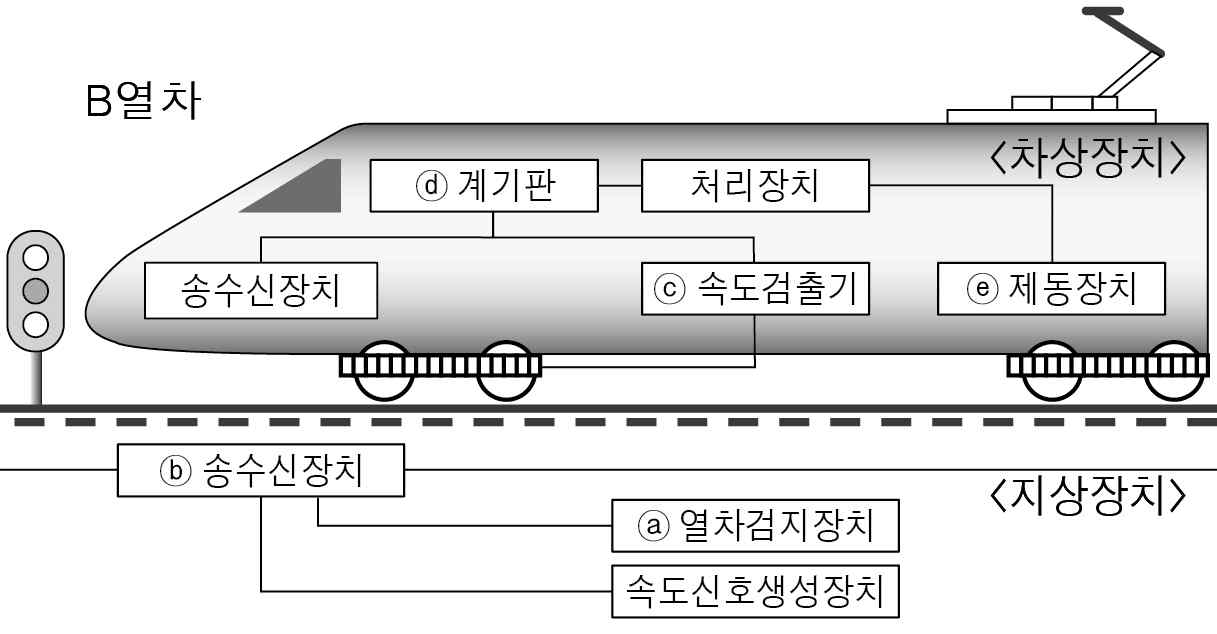 B열차
<차상장치>
ⓓ 계기판
처리장치
송수신장치
ⓒ 속도검출기
ⓔ 제동장치
ⓑ 송수신장치
<지상장치>
ⓐ 열차검지장치
속도신호생성장치